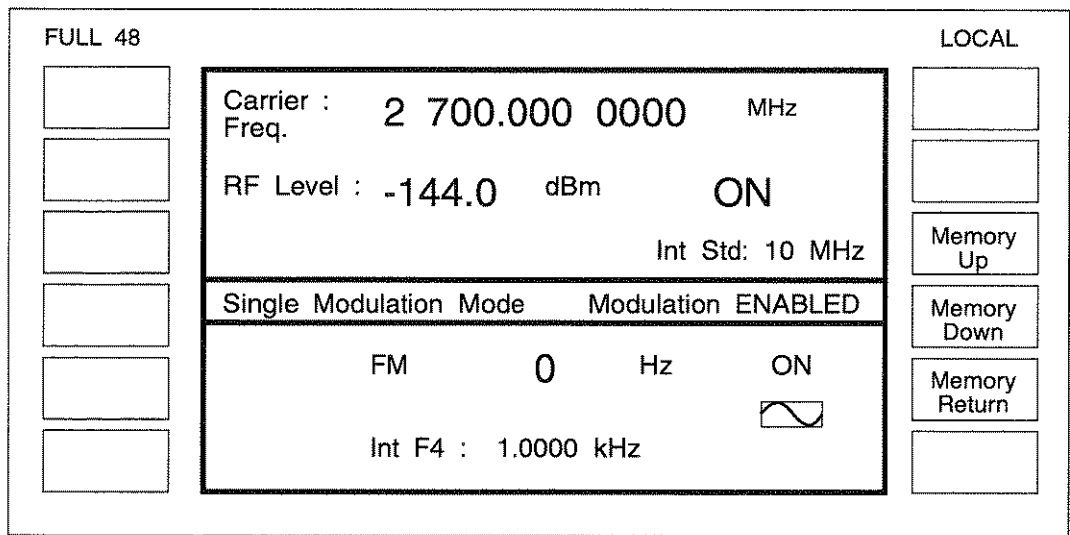 FULL 48
LOCAL
Carrier :
Freq.
2 700.000 0000 MHz
RF Level : -144.0 dBm ON
Int Std: 10 MHz
Single Modulation Mode Modulation ENABLED
FM 0 Hz ON
Int F4 : 1.0000 kHz
Memory
Up
Memory
Down
Memory
Return